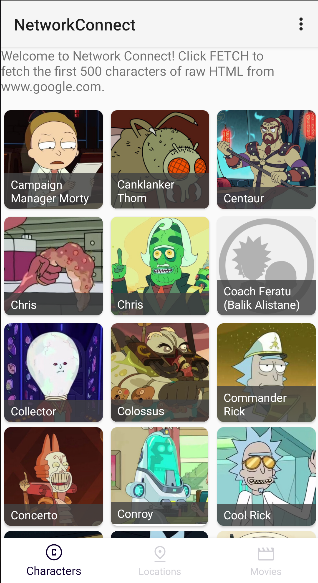 NetworkConnect
Welcome to Network Connect! Click FETCH to
fetch the first 500 characters of raw HTML from
www.google.com.
Campaign
Manager Morty
Canklanker
Thom
Centaur
Chris
Chris
Coach Feratu
(Balik Alistane)
Collector
Colossus
Commander
Rick
Concerto
Conroy
Cool Rick
C
Characters
Locations
Movies